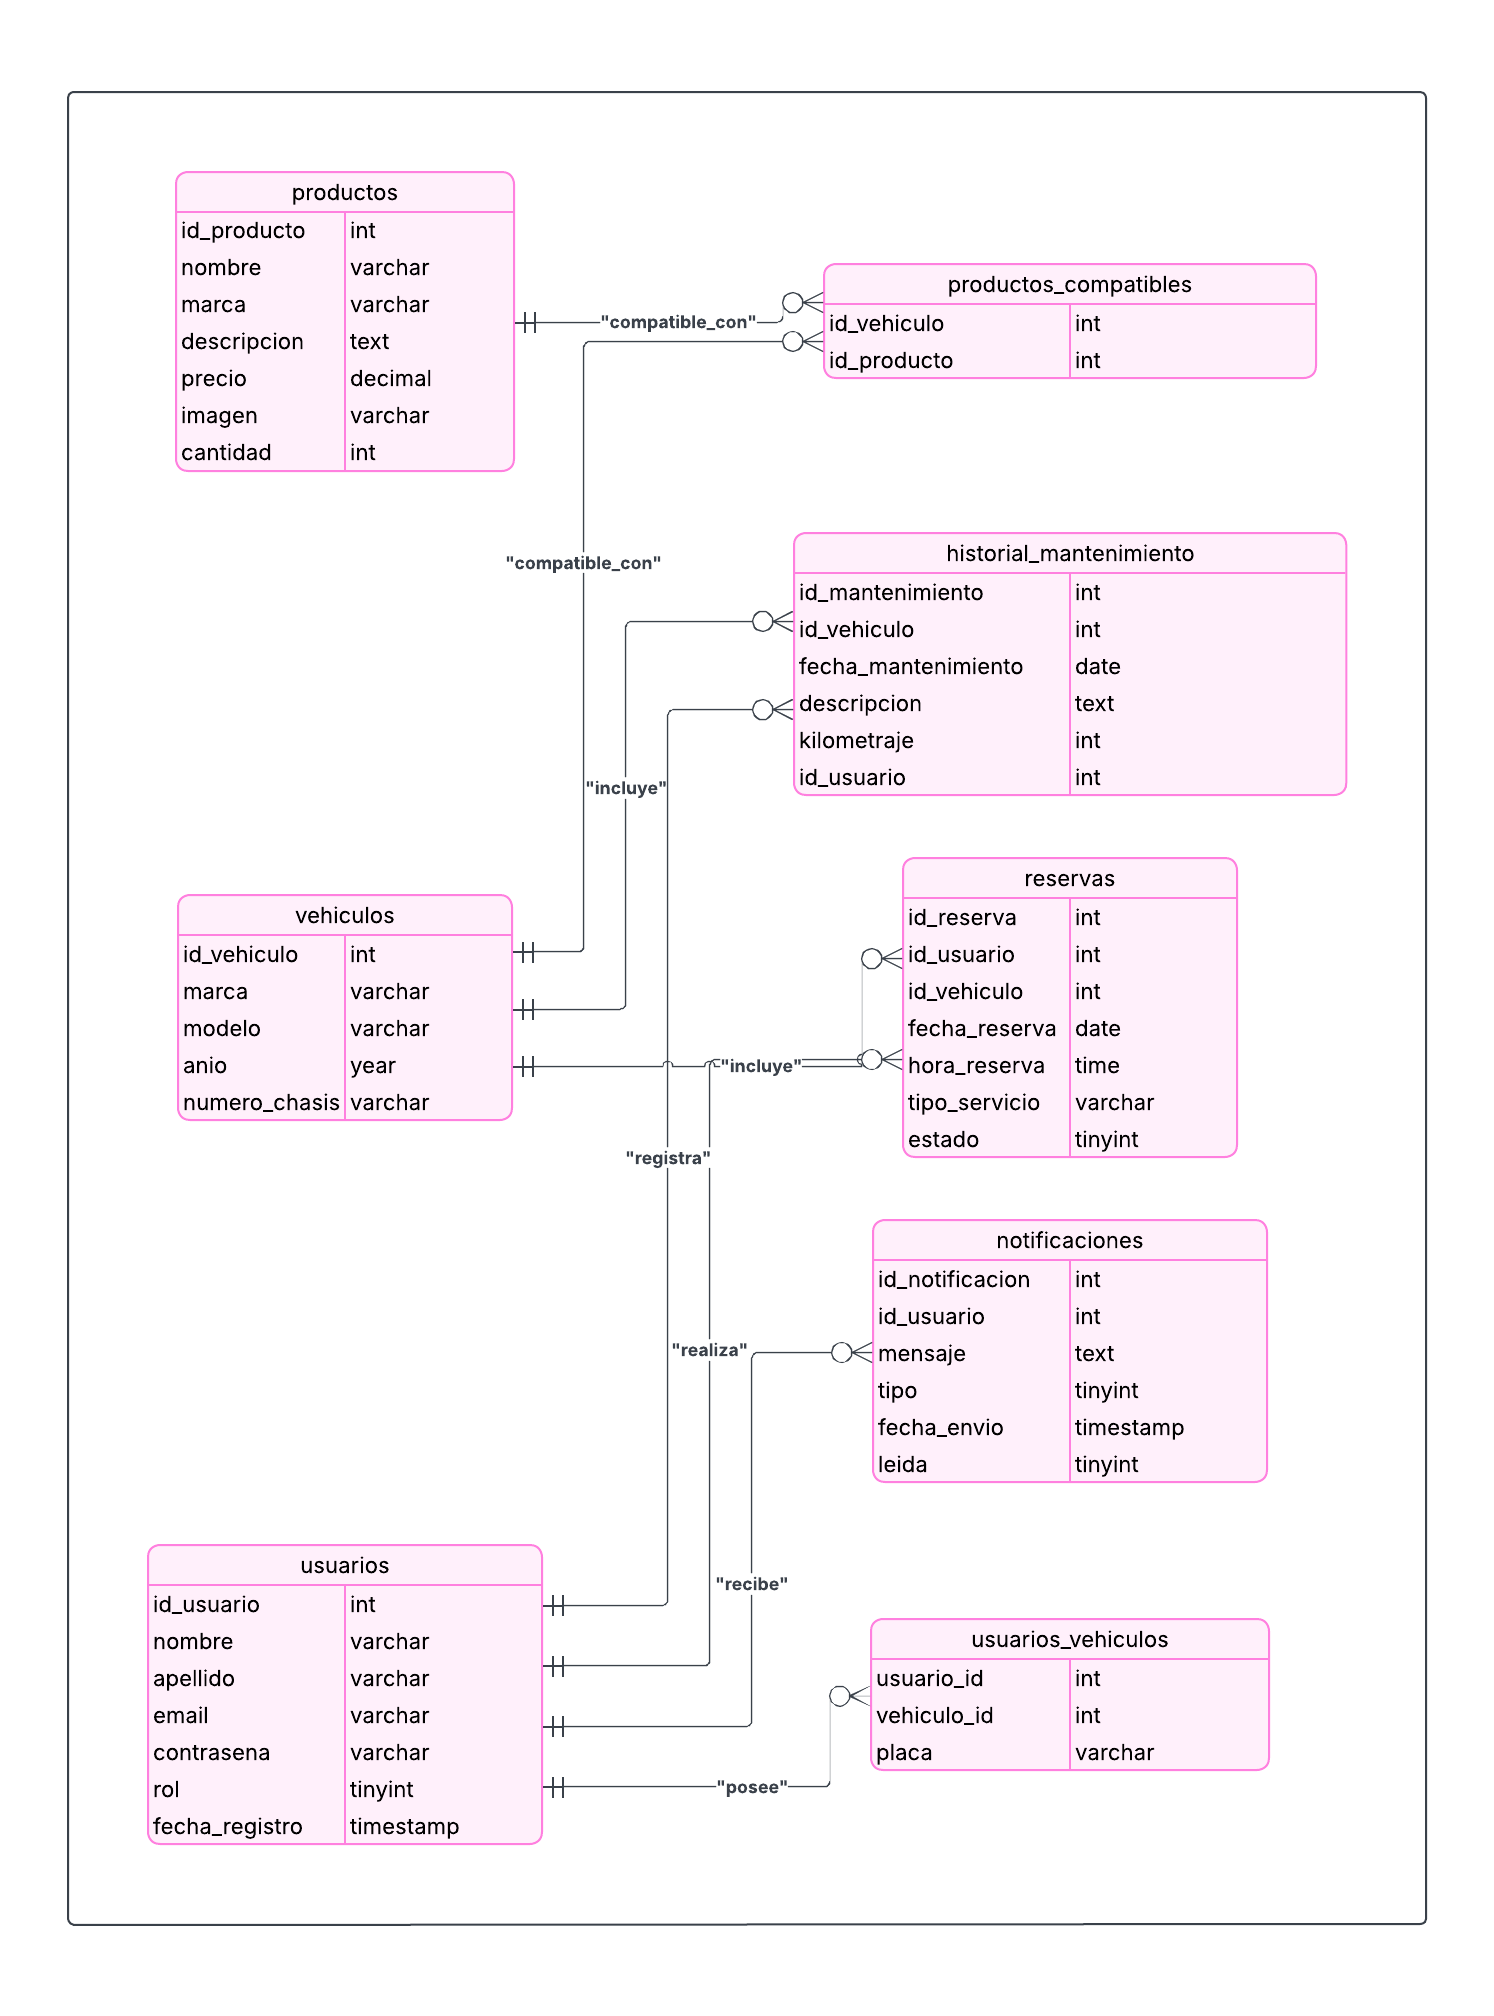 productos
id_producto int
nombre varchar
marca varchar
descripcion text
precio decimal
imagen varchar
cantidad int
"compatible_con"
productos_compatibles
id_vehiculo int
id_producto int
"compatible_con"
historial_mantenimiento
id_mantenimiento int
id_vehiculo int
fecha_mantenimiento date
descripcion text
kilometraje int
id_usuario int
"incluye"
vehiculos
id_vehiculo int
marca varchar
modelo varchar
anio year
numero_chasis varchar
"incluye"
reservas
id_reserva int
id_usuario int
id_vehiculo int
fecha_reserva date
hora_reserva time
tipo_servicio varchar
estado tinyint
"registra"
notificaciones
id_notificacion int
id_usuario int
mensaje text
tipo tinyint
fecha_envio timestamp
leida tinyint
"realiza"
"recibe"
usuarios
id_usuario int
nombre varchar
apellido varchar
email varchar
contrasena varchar
rol tinyint
fecha_registro timestamp
"posee"
usuarios_vehiculos
usuario_id int
vehiculo_id int
placa varchar